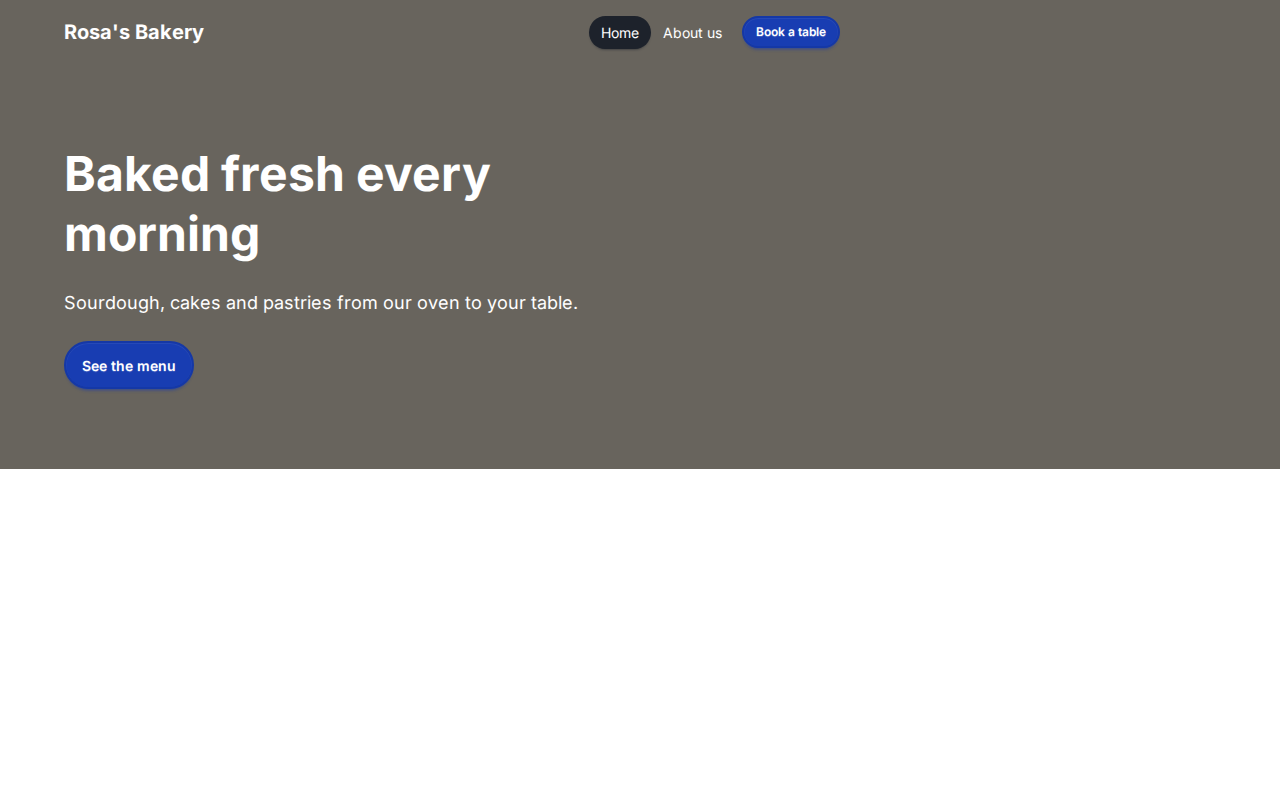 Rosa's Bakery
Home
About us
Book a table
Baked fresh every
morning
Sourdough, cakes and pastries from our oven to your table.
See the menu